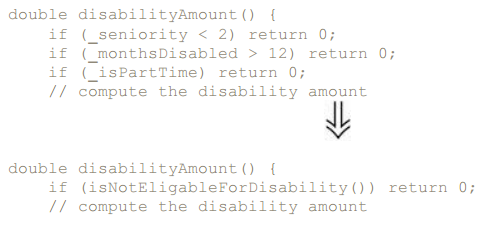 double disabilityAmount() {
    if (_seniority < 2) return 0;
    if (_monthsDisabled > 12) return 0;
    if (_isPartTime) return 0;
    // compute the disability amount
double disabilityAmount() {
    if (isNotEligableForDisability()) return 0;
    // compute the disability amount